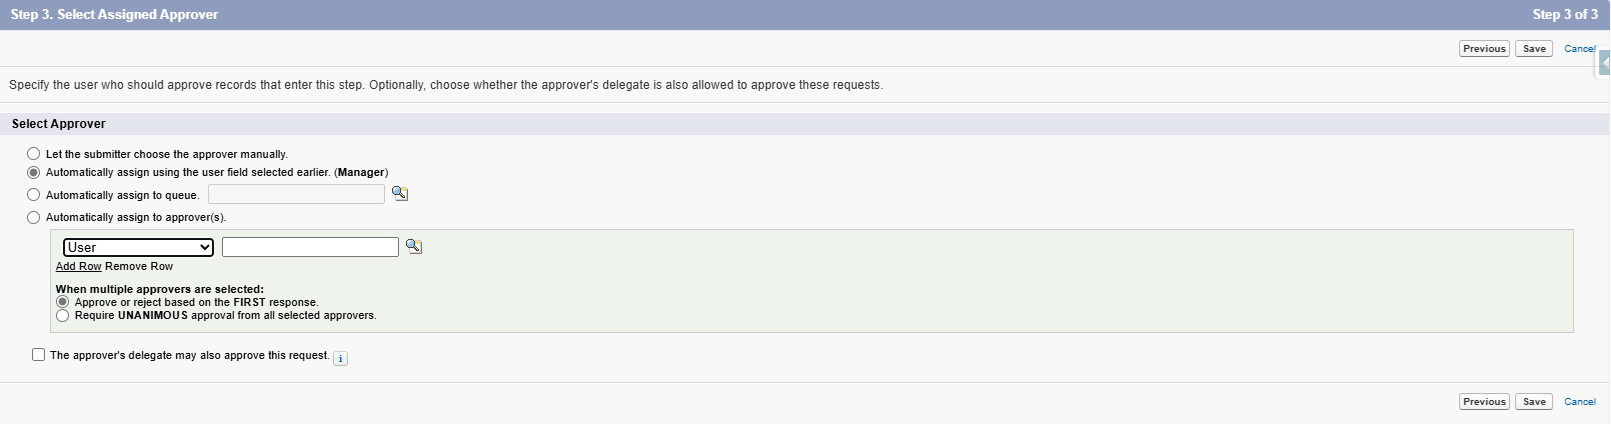 Step 3. Select Assigned Approver Step 3 of 3
Previous Save Cancel
Specify the user who should approve records that enter this step. Optionally, choose whether the approver's delegate is also allowed to approve these requests.
Select Approver
Let the submitter choose the approver manually.
Automatically assign using the user field selected earlier. (Manager)
Automatically assign to queue.
Automatically assign to approver(s).
User
Add Row Remove Row
When multiple approvers are selected:
Approve or reject based on the FIRST response.
Require UNANIMOUS approval from all selected approvers.
The approver's delegate may also approve this request. i
Previous Save Cancel